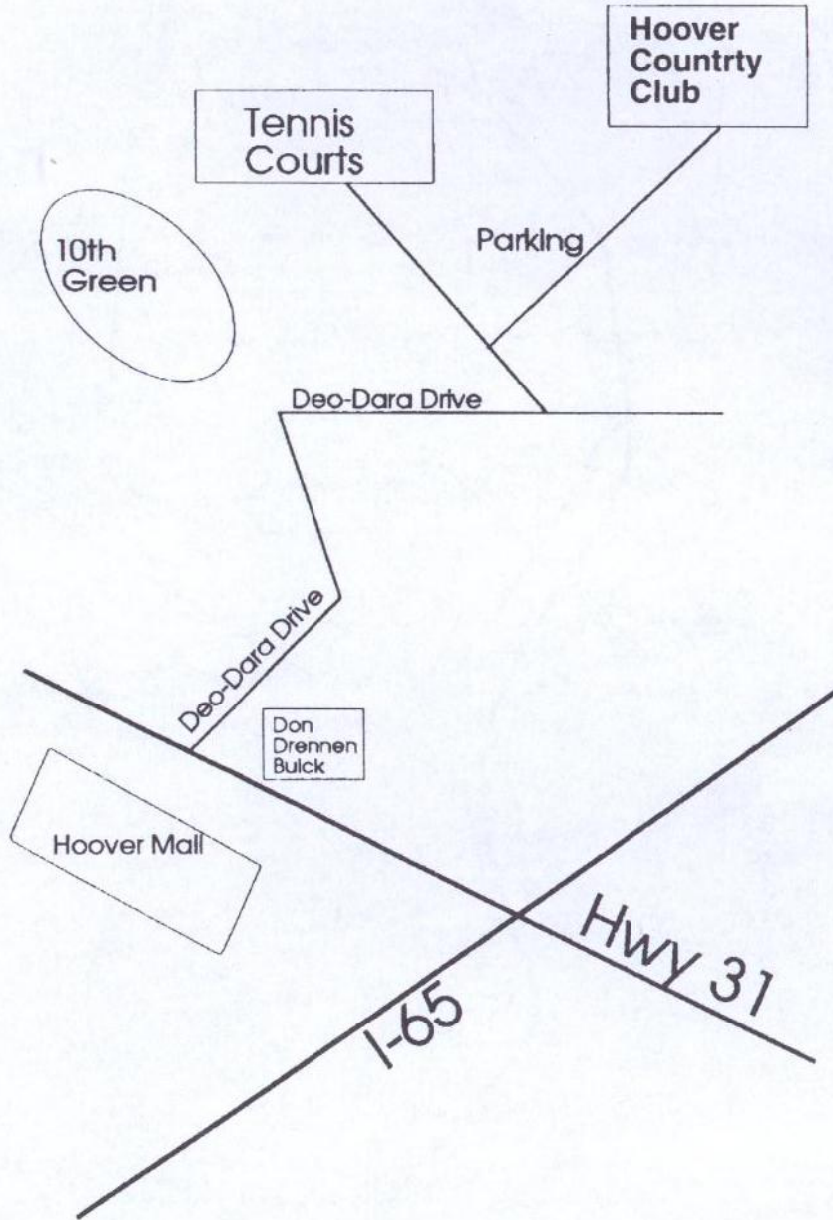 Hoover
Countrty
Club
Tennis
Courts
Parking
10th
Green
Deo-Dara Drive
Deo-Dara Drive
Don
Drennen
Buick
Hoover Mall
Hwy 31
I-65